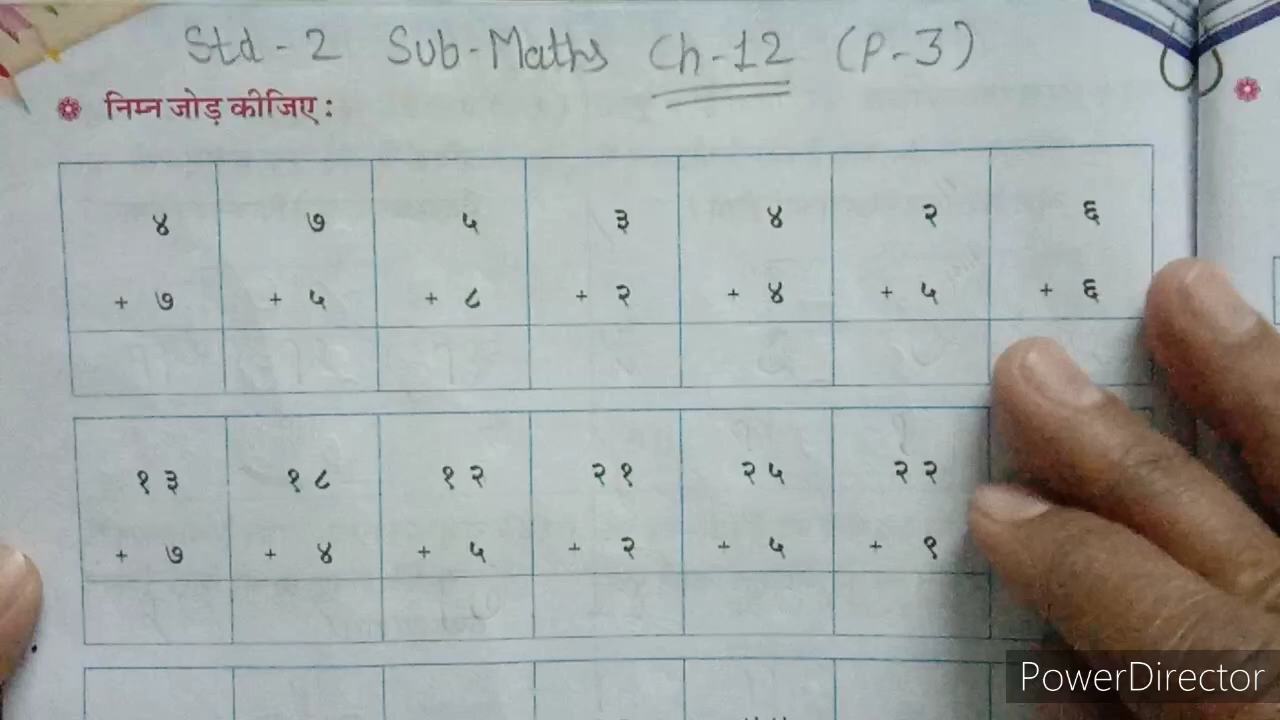 Std - 2 Sub-Maths Ch-12 (P-3)
निम्न जोड़ कीजिए :
४ ७ ५ ३ ४ २ ६
+ ७ + ५ + ८ + २ + ४ + ५ + ६
१३ १८ १२ २१ २५ २२
+ ७ + ४ + ५ + २ + ५ + १
PowerDirector